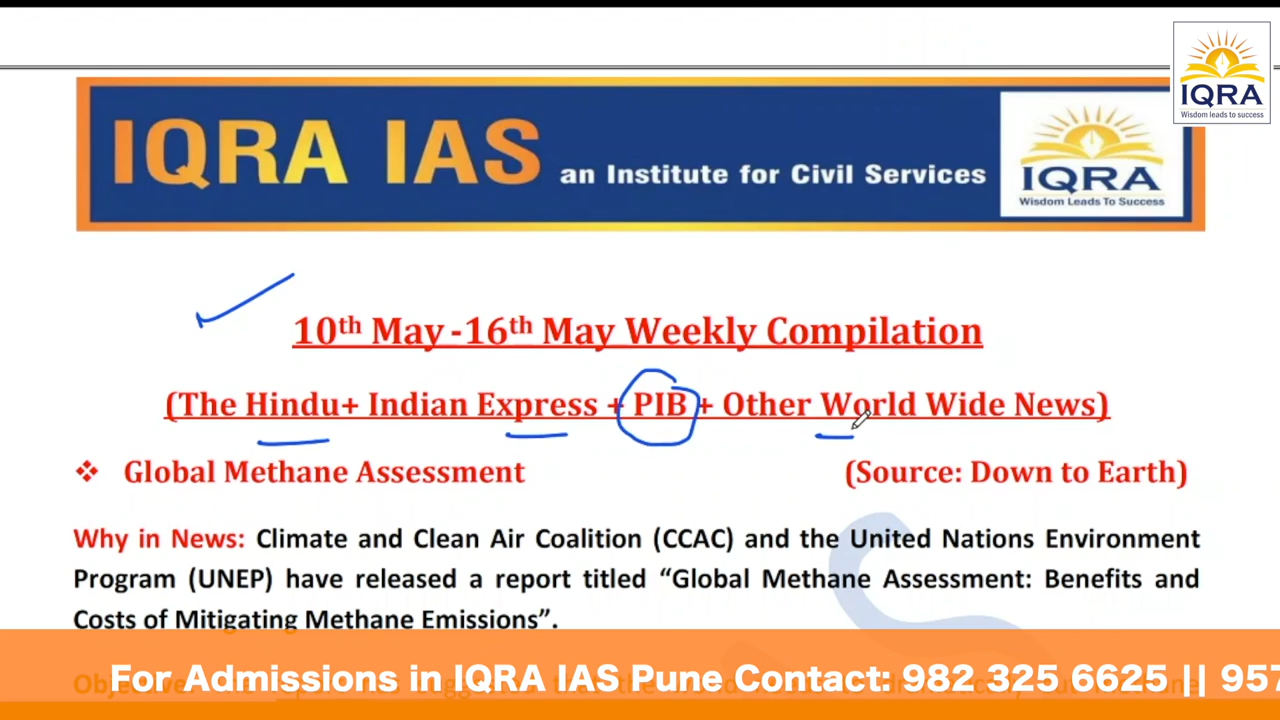 IQRA
Wisdom leads to success
IQRA IAS an Institute for Civil Services
IQRA
Wisdom Leads To Success
10th May -16th May Weekly Compilation
(The Hindu+ Indian Express + PIB + Other World Wide News)
❖ Global Methane Assessment (Source: Down to Earth)
Why in News: Climate and Clean Air Coalition (CCAC) and the United Nations Environment
Program (UNEP) have released a report titled “Global Methane Assessment: Benefits and
Costs of Mitigating Methane Emissions”.
For Admissions in IQRA IAS Pune Contact: 982 325 6625 || 957